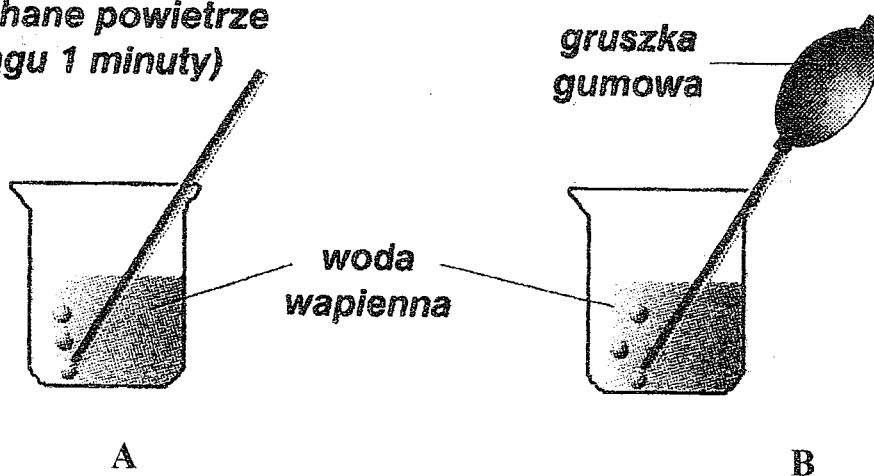 hane powietrze
gu 1 minuty)
gruszka
gumowa
woda
wapienna
A
B